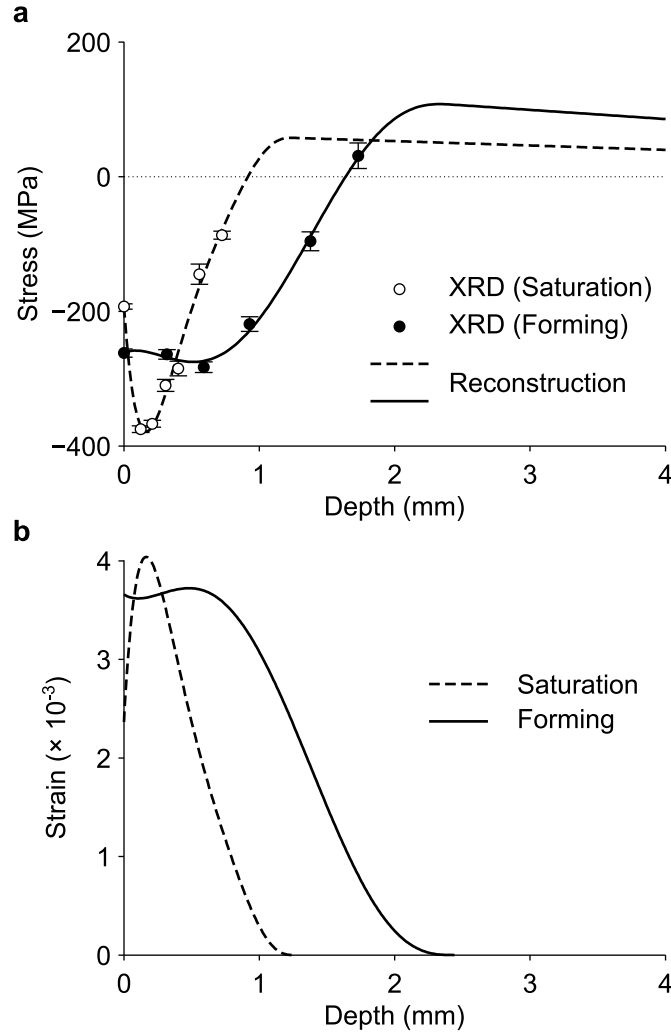 a
200
0
−200
−400
Stress (MPa)
XRD (Saturation)
XRD (Forming)
Reconstruction
0
1
2
3
4
Depth (mm)
b
4
3
2
1
0
Strain (× 10⁻³)
Saturation
Forming
0
1
2
3
4
Depth (mm)